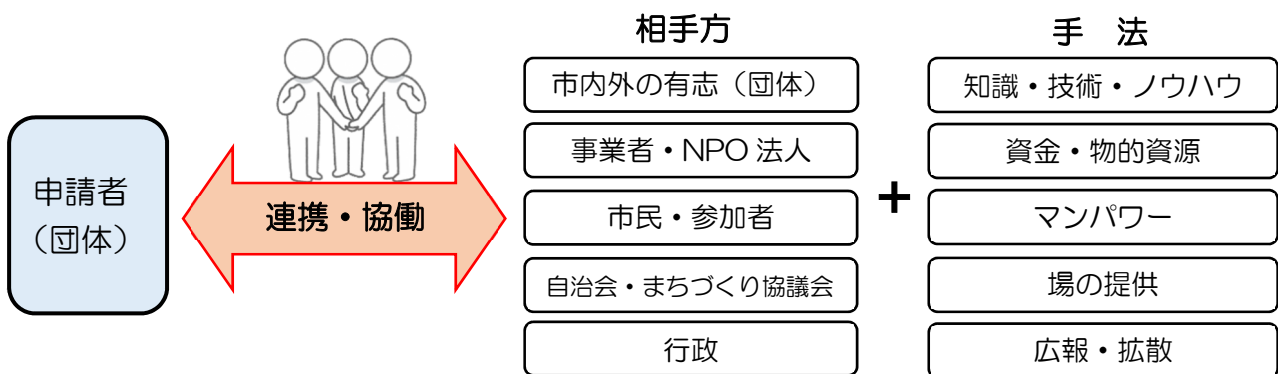 申請者
（団体）
連携・協働
相手方
市内外の有志（団体）
事業者・NPO 法人
市民・参加者
自治会・まちづくり協議会
行政
+
手　法
知識・技術・ノウハウ
資金・物的資源
マンパワー
場の提供
広報・拡散